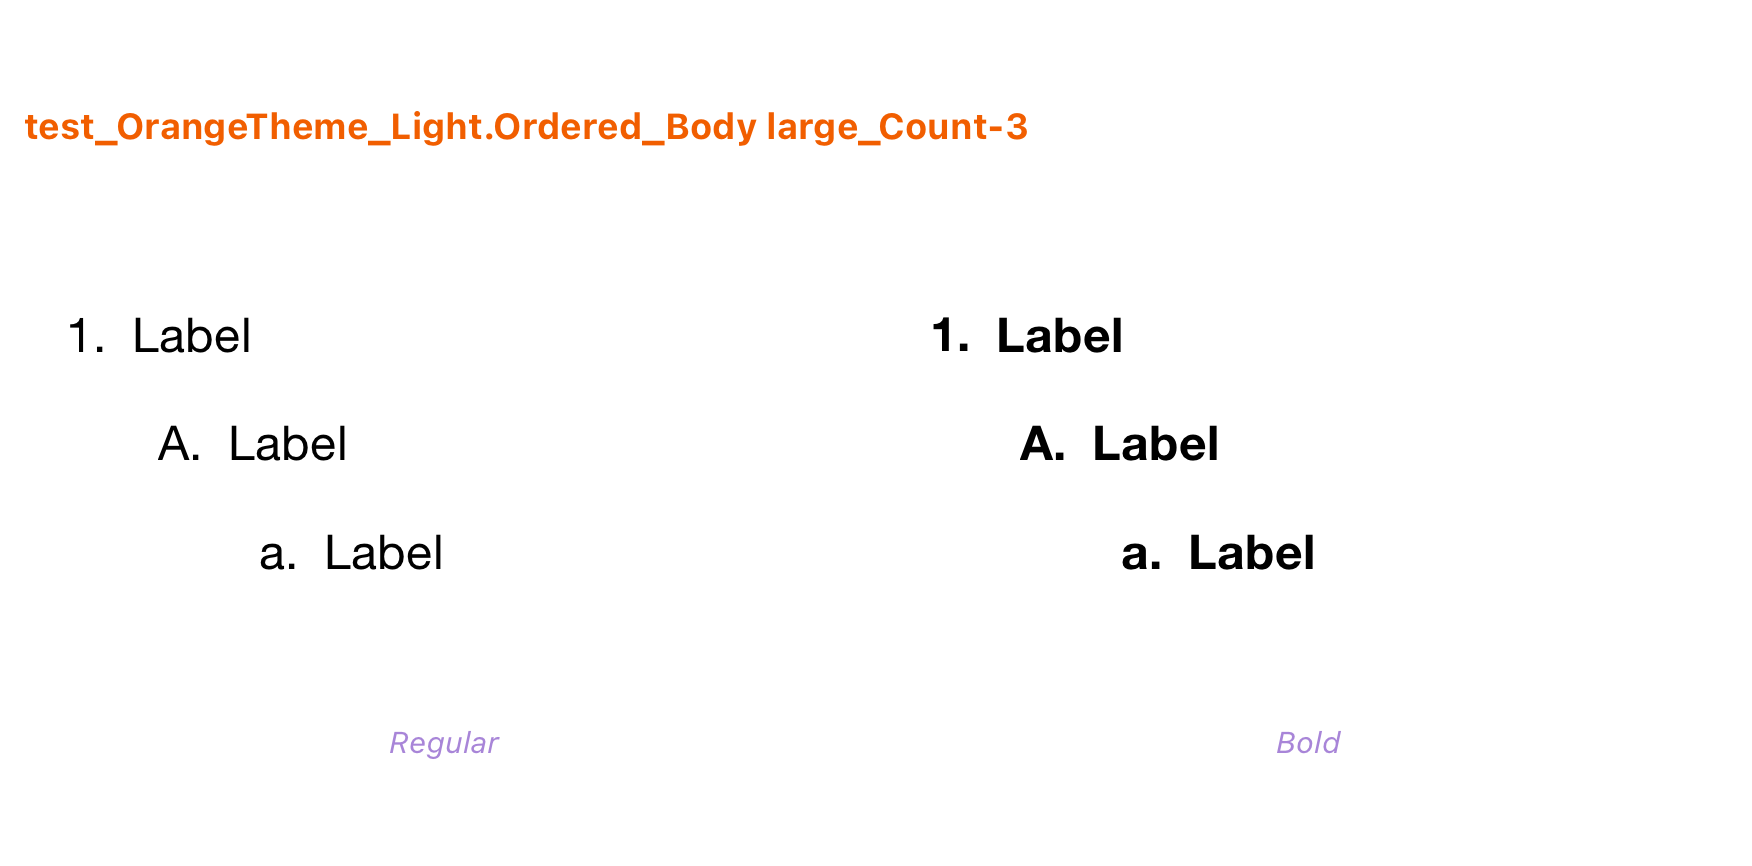 test_OrangeTheme_Light.Ordered_Body large_Count-3
1. Label
A. Label
a. Label
Regular
1. Label
A. Label
a. Label
Bold